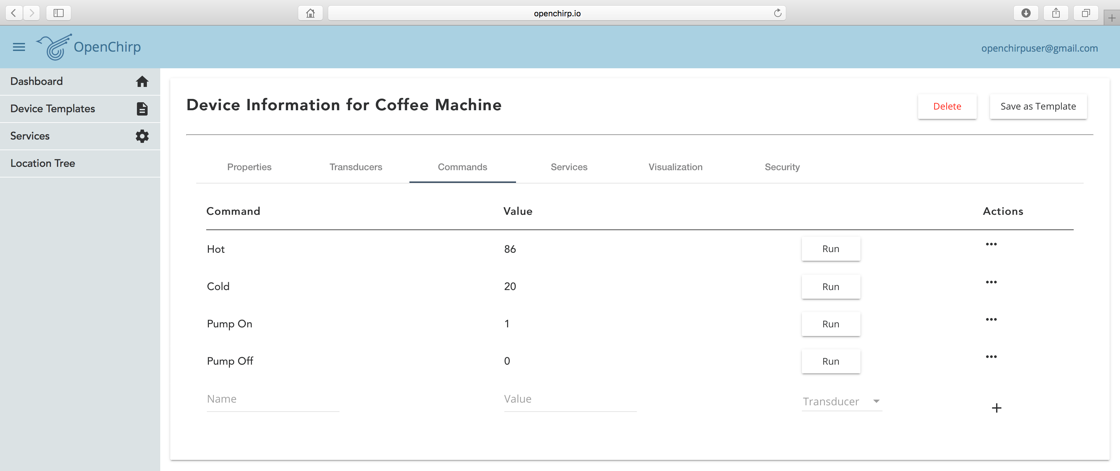 openchirp.io
OpenChirp
openchirpuser@gmail.com
Dashboard
Device Templates
Services
Location Tree
Device Information for Coffee Machine
Delete
Save as Template
Properties Transducers Commands Services Visualization Security
Command Value Actions
Hot 86 Run
Cold 20 Run
Pump On 1 Run
Pump Off 0 Run
Name Value Transducer